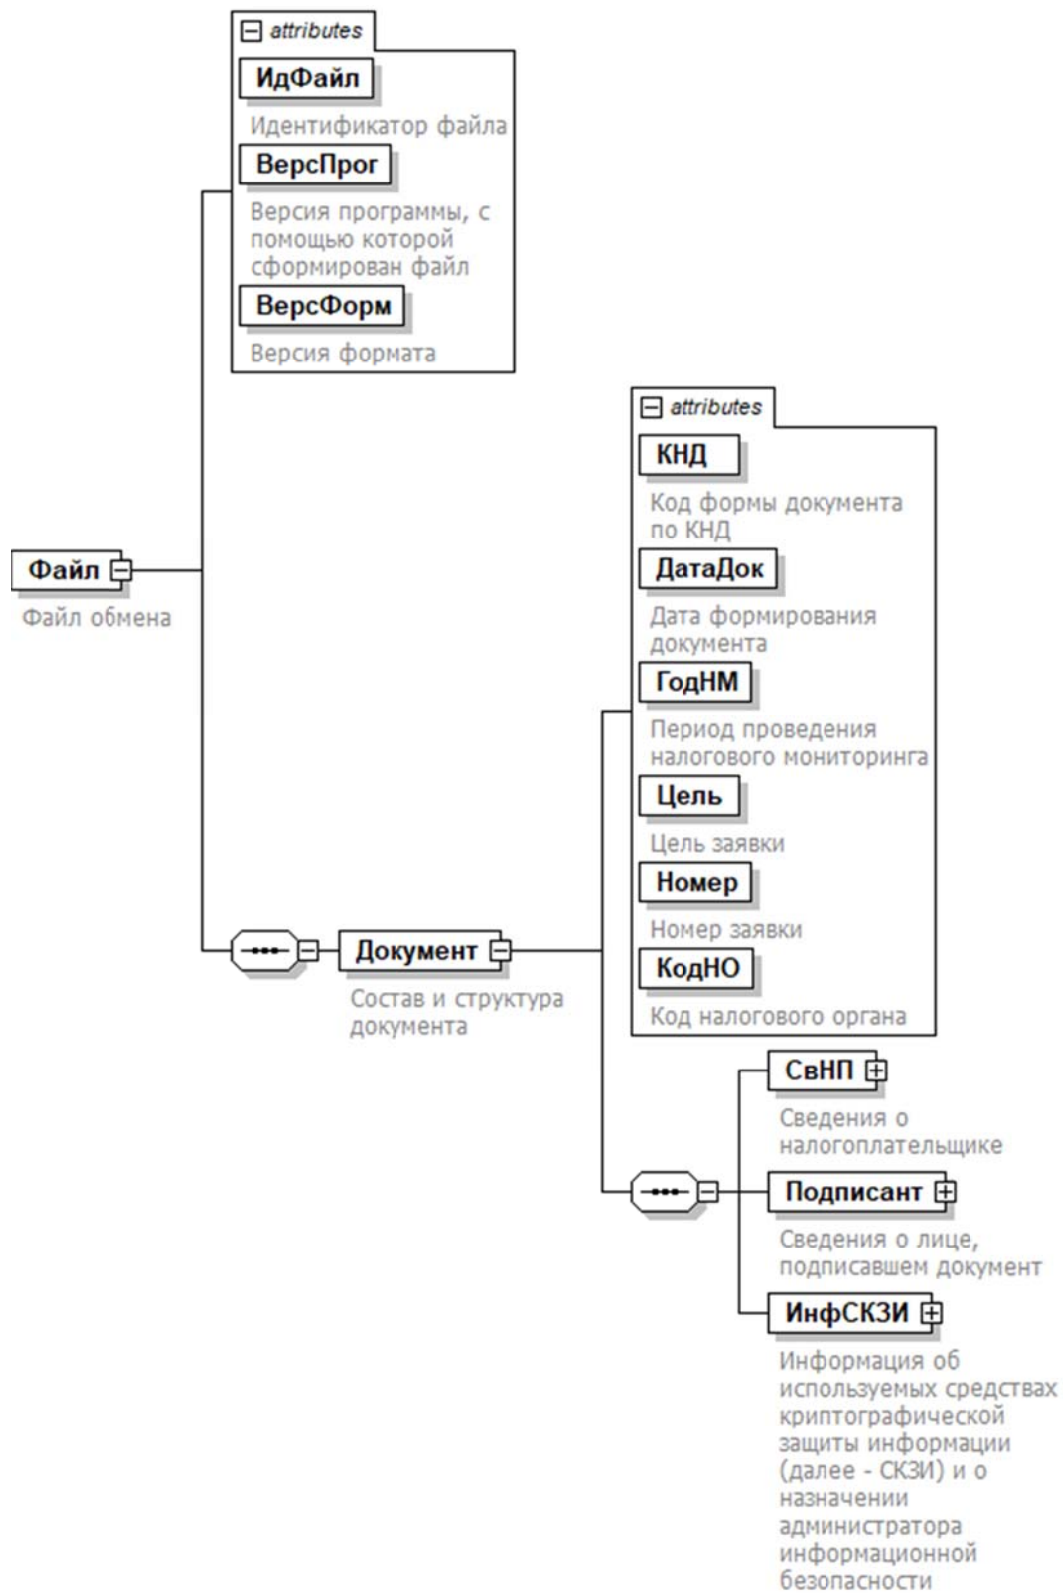 attributes
ИдФайл
Идентификатор файла
ВерсПрог
Версия программы, с
помощью которой
сформирован файл
ВерсФорм
Версия формата
Файл
Файл обмена
Документ
Состав и структура
документа
attributes
КНД
Код формы документа
по КНД
ДатаДок
Дата формирования
документа
ГодНМ
Период проведения
налогового мониторинга
Цель
Цель заявки
Номер
Номер заявки
КодНО
Код налогового органа
СвНП
Сведения о
налогоплательщике
Подписант
Сведения о лице,
подписавшем документ
ИнфСКЗИ
Информация об
используемых средствах
криптографической
защиты информации
(далее - СКЗИ) и о
назначении
администратора
информационной
безопасности